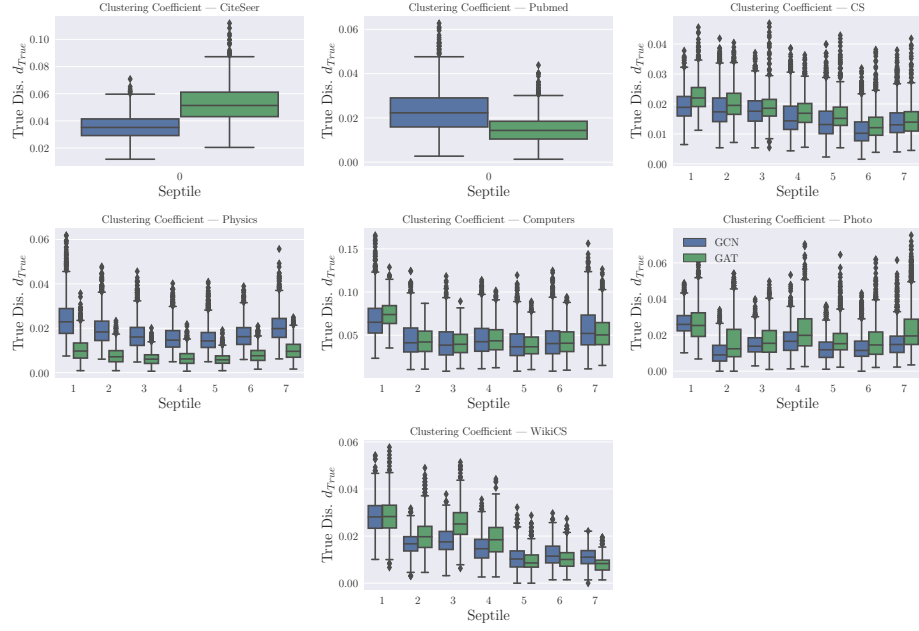 Clustering Coefficient — CiteSeer
True Dis. d_True
0.10
0.08
0.06
0.04
0.02
0
Septile
Clustering Coefficient — Pubmed
True Dis. d_True
0.06
0.04
0.02
0.00
0
Septile
Clustering Coefficient — CS
True Dis. d_True
0.04
0.03
0.02
0.01
0.00
1 2 3 4 5 6 7
Septile
Clustering Coefficient — Physics
True Dis. d_True
0.06
0.04
0.02
0.00
1 2 3 4 5 6 7
Septile
Clustering Coefficient — Computers
True Dis. d_True
0.15
0.10
0.05
1 2 3 4 5 6 7
Septile
Clustering Coefficient — Photo
GCN
GAT
True Dis. d_True
0.06
0.04
0.02
0.00
1 2 3 4 5 6 7
Septile
Clustering Coefficient — WikiCS
True Dis. d_True
0.06
0.04
0.02
0.00
1 2 3 4 5 6 7
Septile